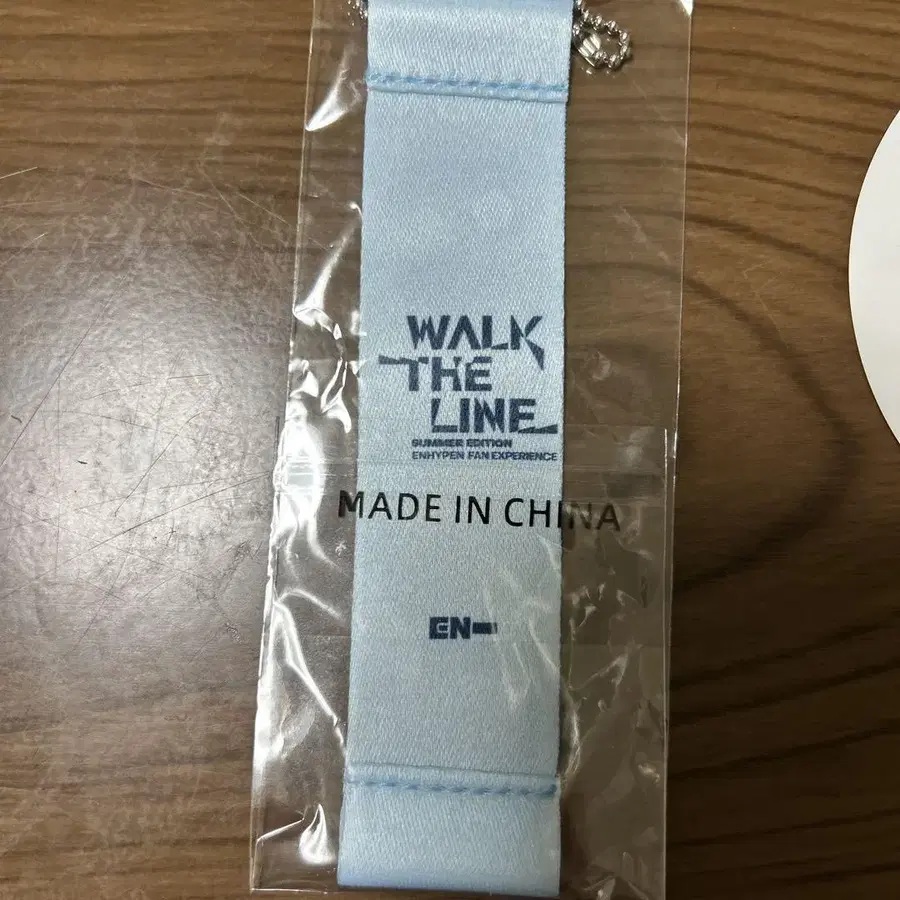 WALK
THE
LINE
SUMMER EDITION
ENHYPEN FAN EXPERIENCE
MADE IN CHINA
EN-